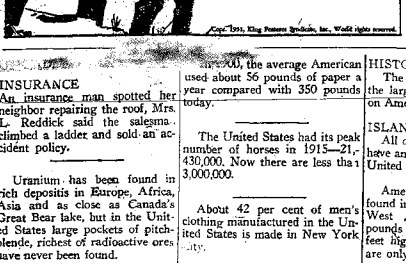 Copr. 1951, King Features Syndicate, Inc., World rights reserved.
INSURANCE
An insurance man spotted her
neighbor repairing the roof, Mrs.
L. Reddick said the salesma
climbed a ladder and sold an ac-
cident policy.
Uranium has been found in
rich depositis in Europe, Africa,
Asia and as close as Canada's
Great Bear lake, but in the Unit-
ed States large pockets of pitch-
blende, richest of radioactive ores
have never been found.
the average American
used about 56 pounds of paper a
year compared with 350 pounds
today.
The United States had its peak
number of horses in 1915—21,-
430,000. Now there are less than
3,000,000.
About 42 per cent of men's
clothing manufactured in the Un-
ited States is made in New York
City.
HISTO
The
the larg
on Ame
ISLAN
All o
have an
United
Ame
found in
West
pounds
feet hig
are only